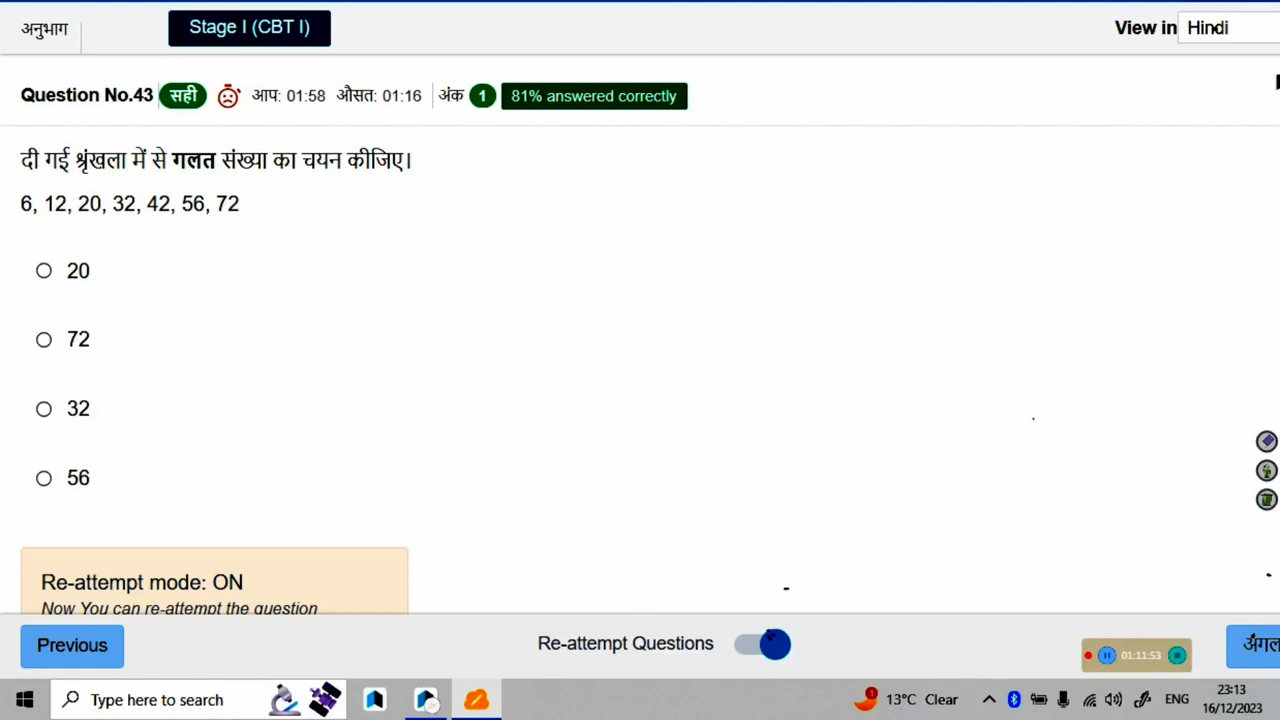 अनुभाग
Stage I (CBT I)
View in Hindi
Question No.43 सही आप: 01:58 औसत: 01:16 अंक 1 81% answered correctly
दी गई श्रृंखला में से गलत संख्या का चयन कीजिए।
6, 12, 20, 32, 42, 56, 72
20
72
32
56
Re-attempt mode: ON
Now You can re-attempt the question
Previous
Re-attempt Questions
01:11:53
Type here to search
1
13°C Clear
ENG
23:13
16/12/2023